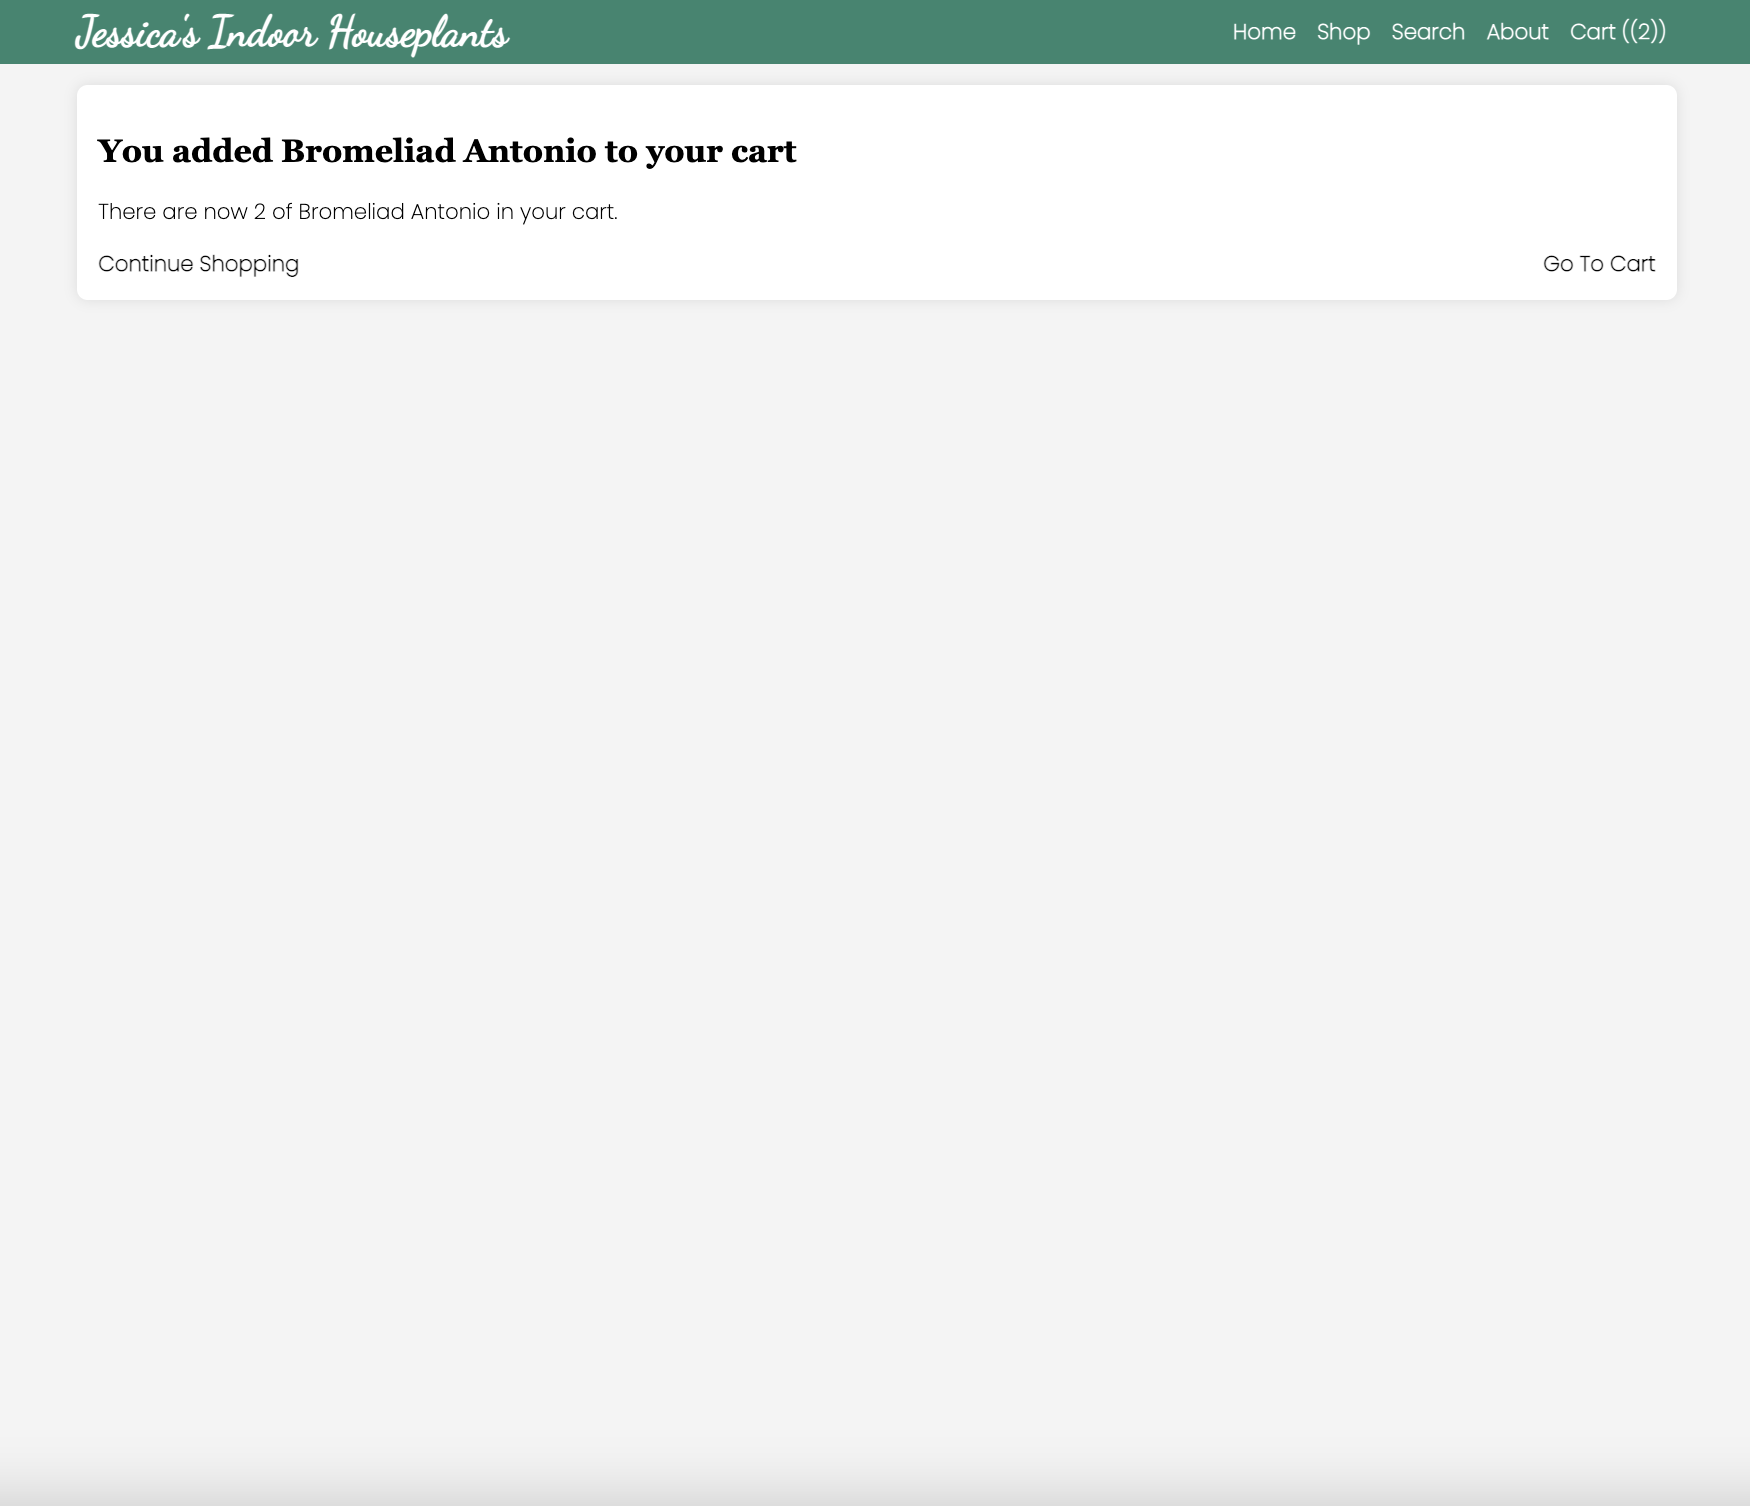 Jessica's Indoor Houseplants
Home Shop Search About Cart ((2))
You added Bromeliad Antonio to your cart
There are now 2 of Bromeliad Antonio in your cart.
Continue Shopping
Go To Cart